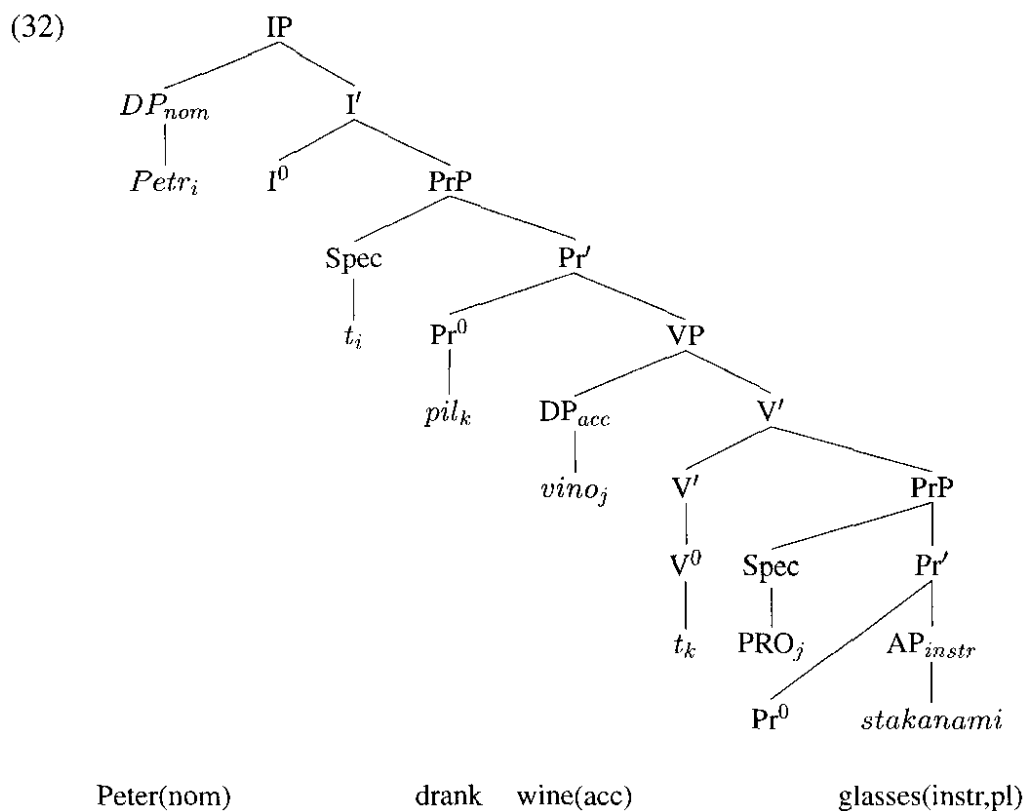 (32) IP
DP_nom I′
Petr_i I⁰ PrP
Spec Pr′
t_i Pr⁰ VP
pil_k DP_acc V′
vino_j V′ PrP
V⁰ Spec Pr′
t_k PRO_j AP_instr
Pr⁰ stakanami
Peter(nom) drank wine(acc) glasses(instr,pl)